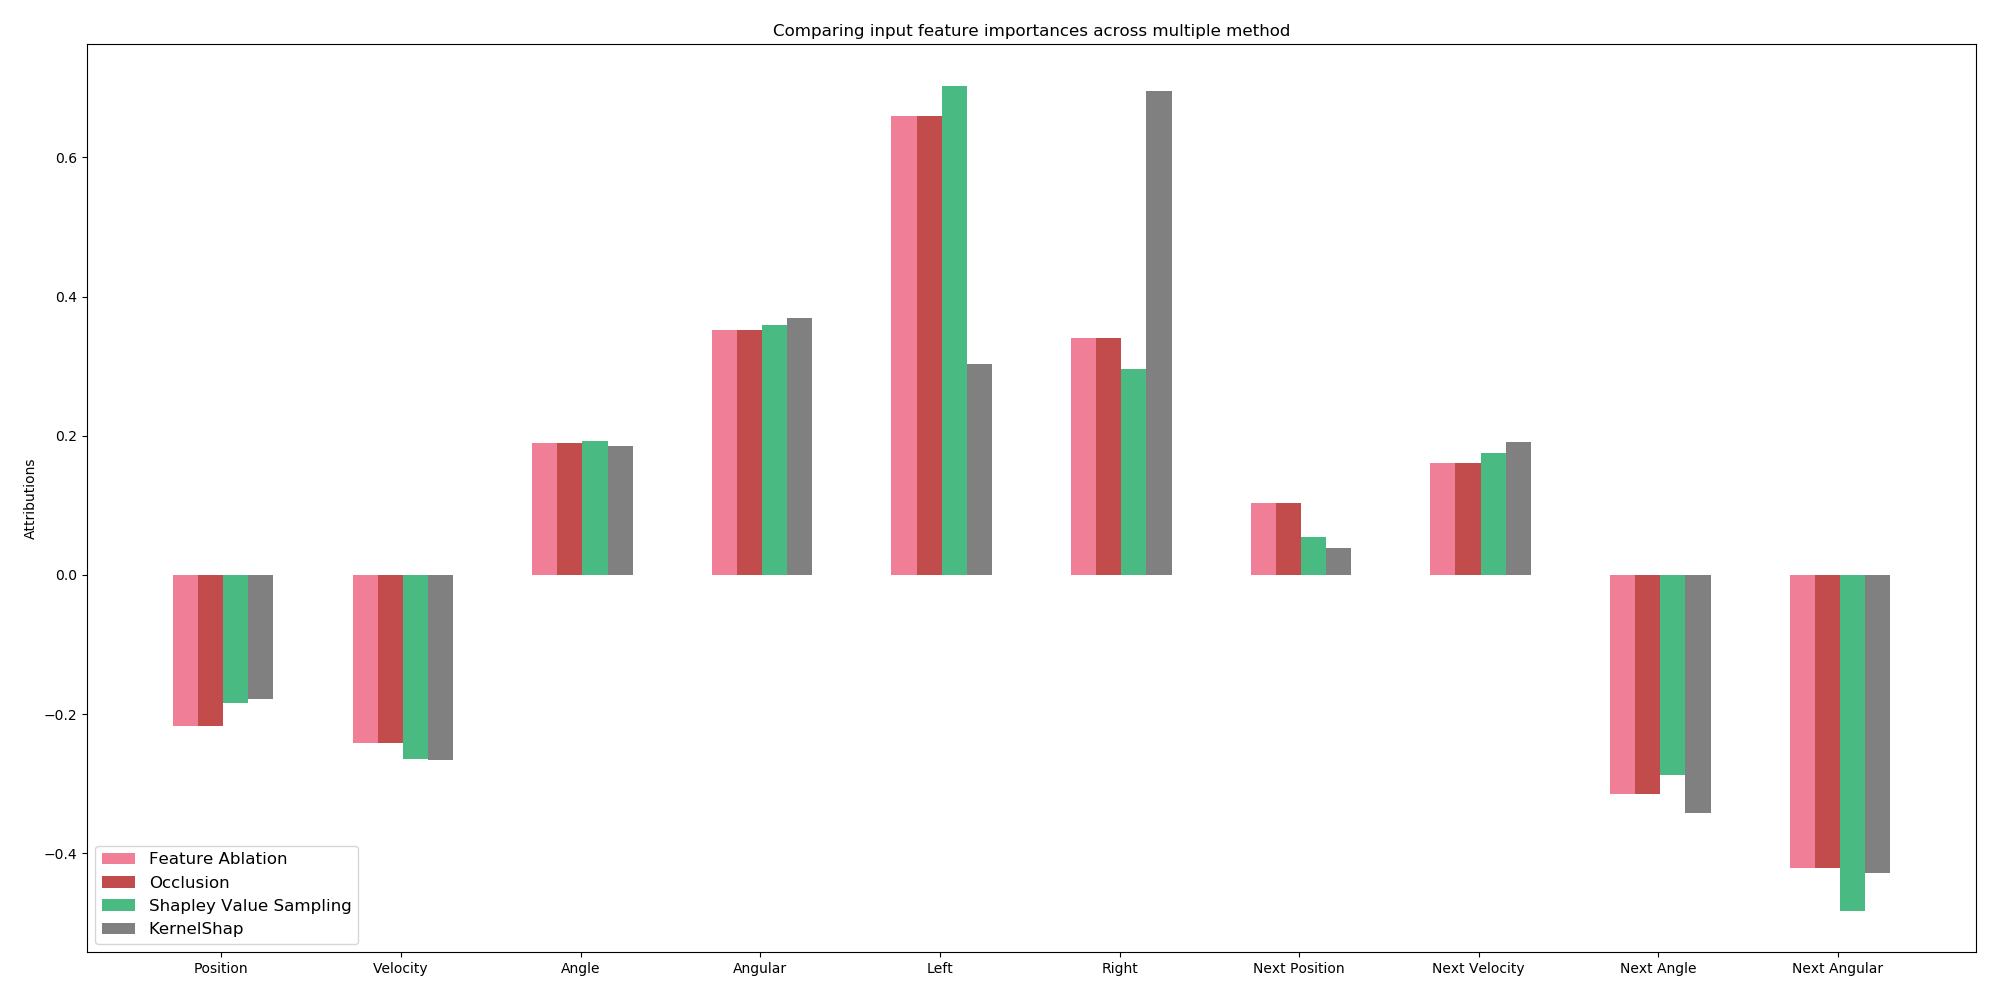 Comparing input feature importances across multiple method
Attributions
0.6
0.4
0.2
0.0
−0.2
−0.4
Feature Ablation
Occlusion
Shapley Value Sampling
KernelShap
Position Velocity Angle Angular Left Right Next Position Next Velocity Next Angle Next Angular